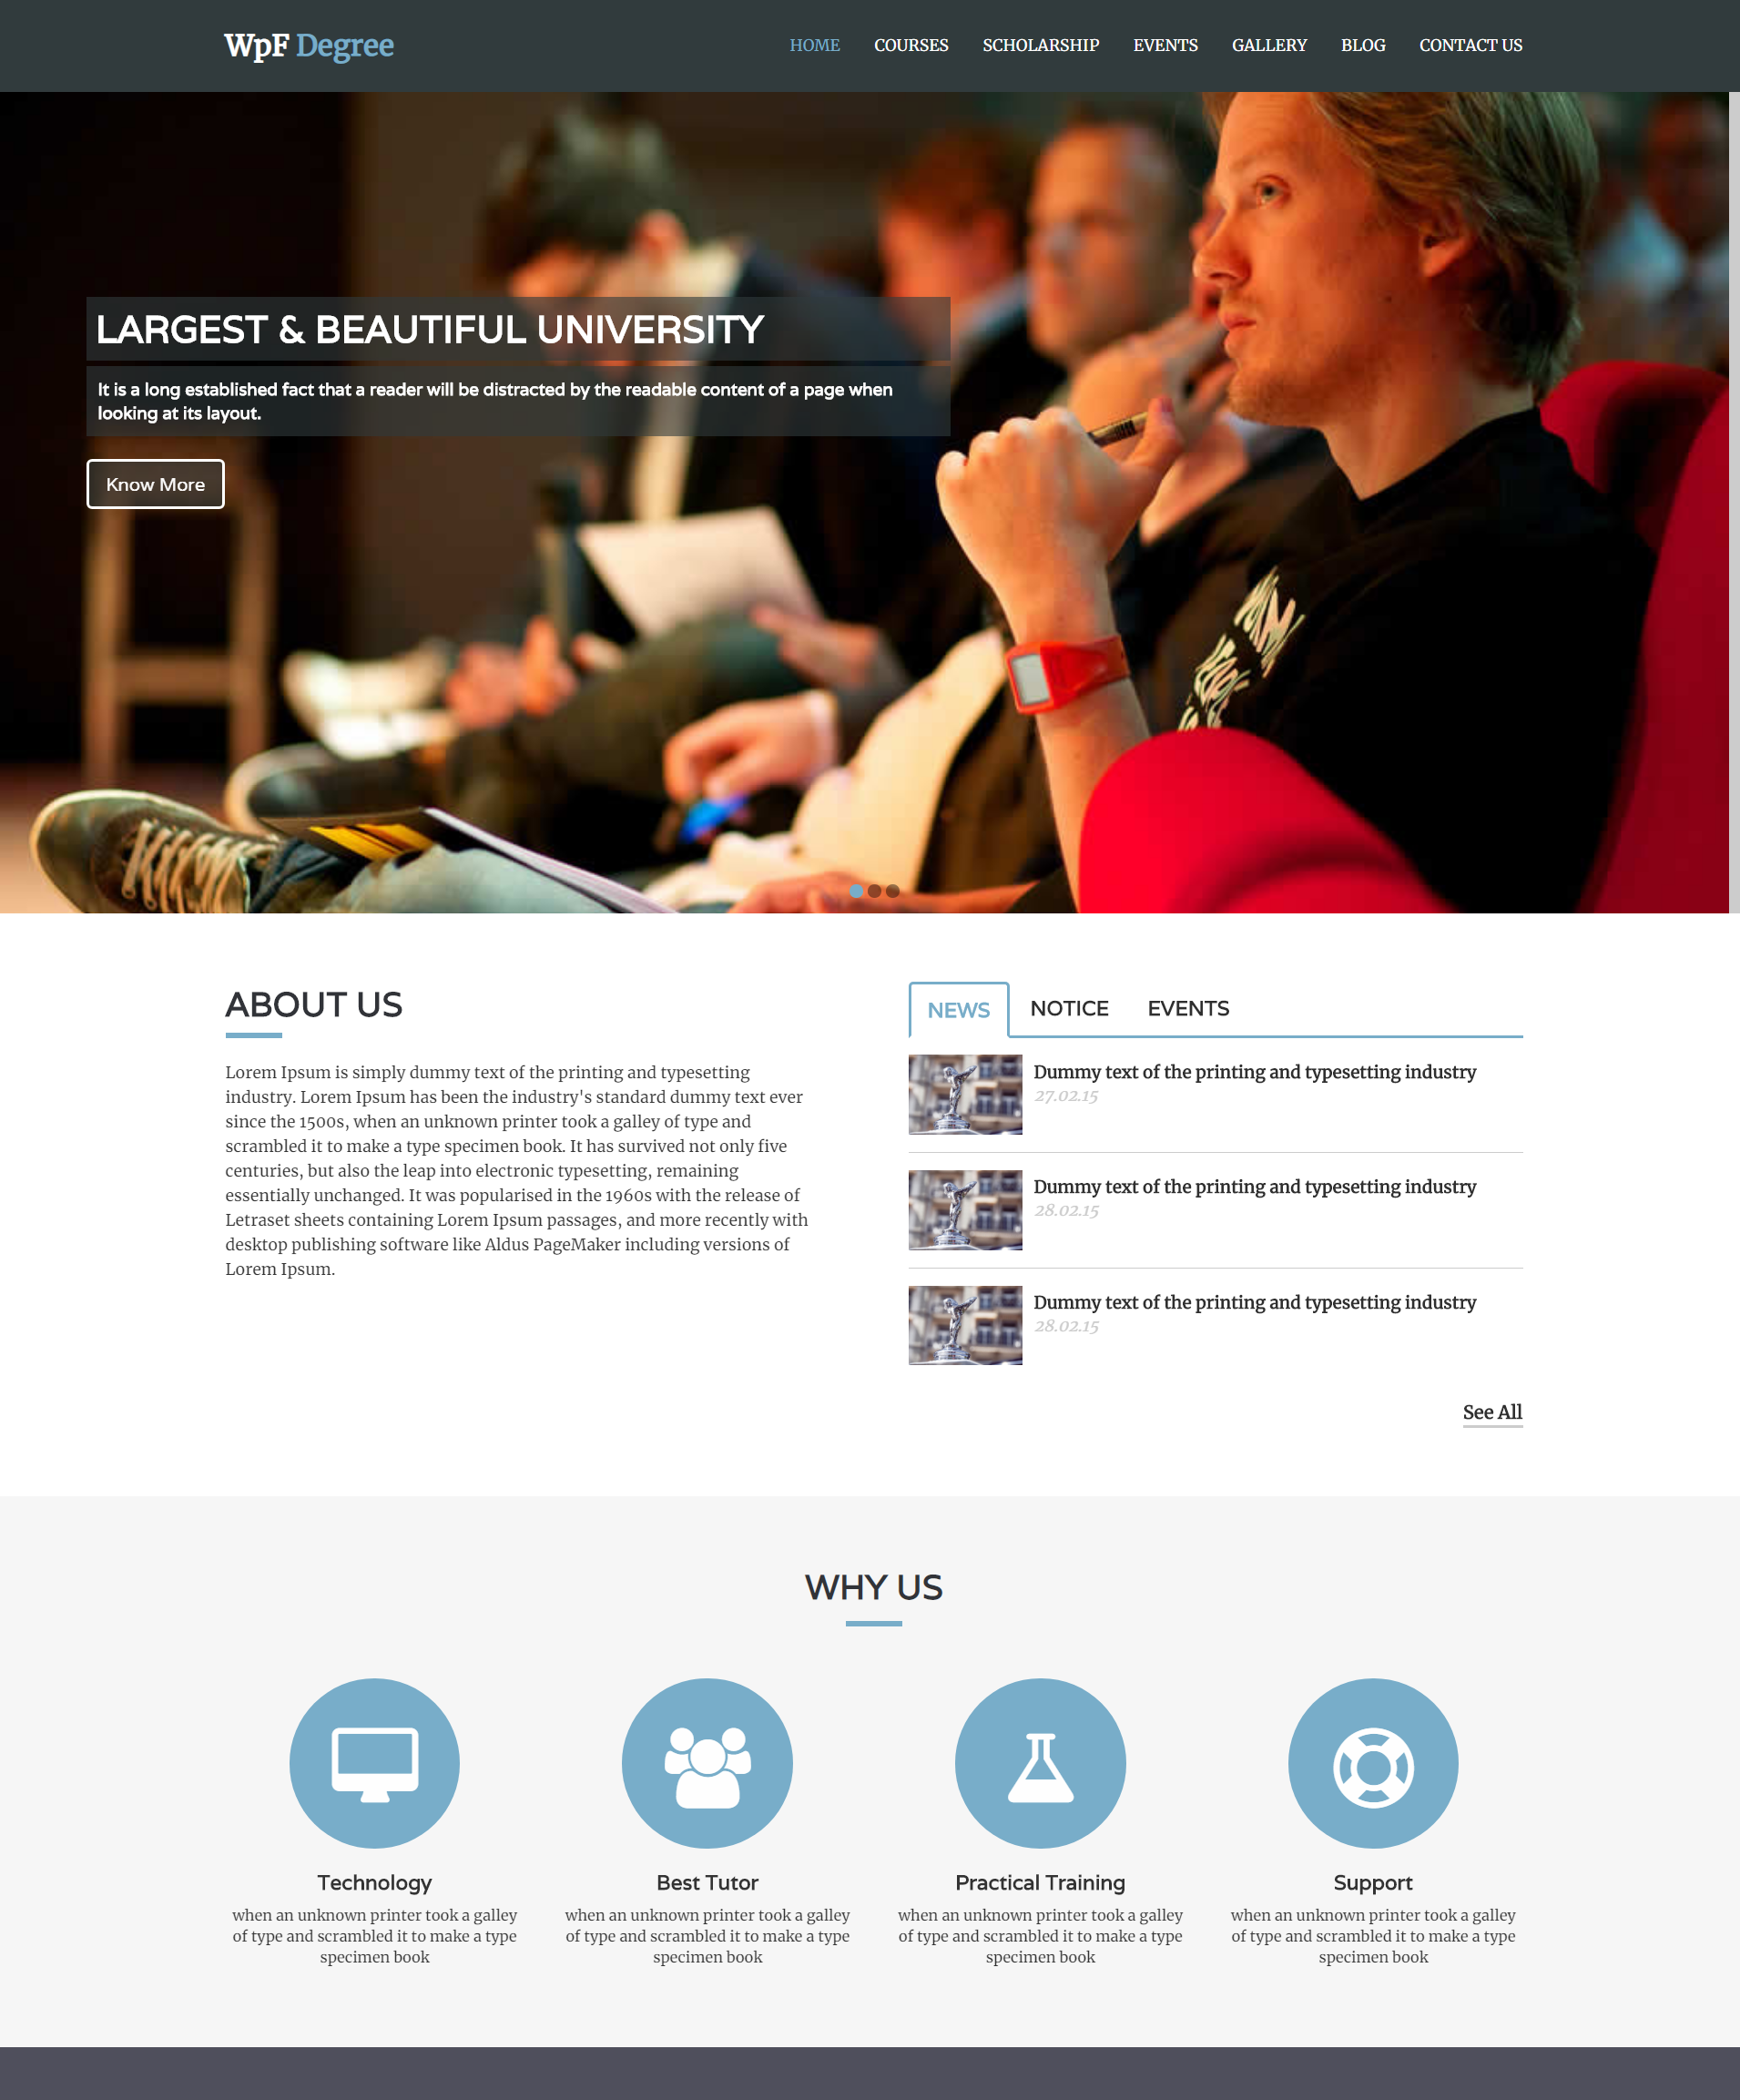 WpF Degree
HOME COURSES SCHOLARSHIP EVENTS GALLERY BLOG CONTACT US
LARGEST & BEAUTIFUL UNIVERSITY
It is a long established fact that a reader will be distracted by the readable content of a page when
looking at its layout.
Know More
ABOUT US
Lorem Ipsum is simply dummy text of the printing and typesetting
industry. Lorem Ipsum has been the industry's standard dummy text ever
since the 1500s, when an unknown printer took a galley of type and
scrambled it to make a type specimen book. It has survived not only five
centuries, but also the leap into electronic typesetting, remaining
essentially unchanged. It was popularised in the 1960s with the release of
Letraset sheets containing Lorem Ipsum passages, and more recently with
desktop publishing software like Aldus PageMaker including versions of
Lorem Ipsum.
NEWS NOTICE EVENTS
Dummy text of the printing and typesetting industry
27.02.15
Dummy text of the printing and typesetting industry
28.02.15
Dummy text of the printing and typesetting industry
28.02.15
See All
WHY US
Technology
when an unknown printer took a galley
of type and scrambled it to make a type
specimen book
Best Tutor
when an unknown printer took a galley
of type and scrambled it to make a type
specimen book
Practical Training
when an unknown printer took a galley
of type and scrambled it to make a type
specimen book
Support
when an unknown printer took a galley
of type and scrambled it to make a type
specimen book